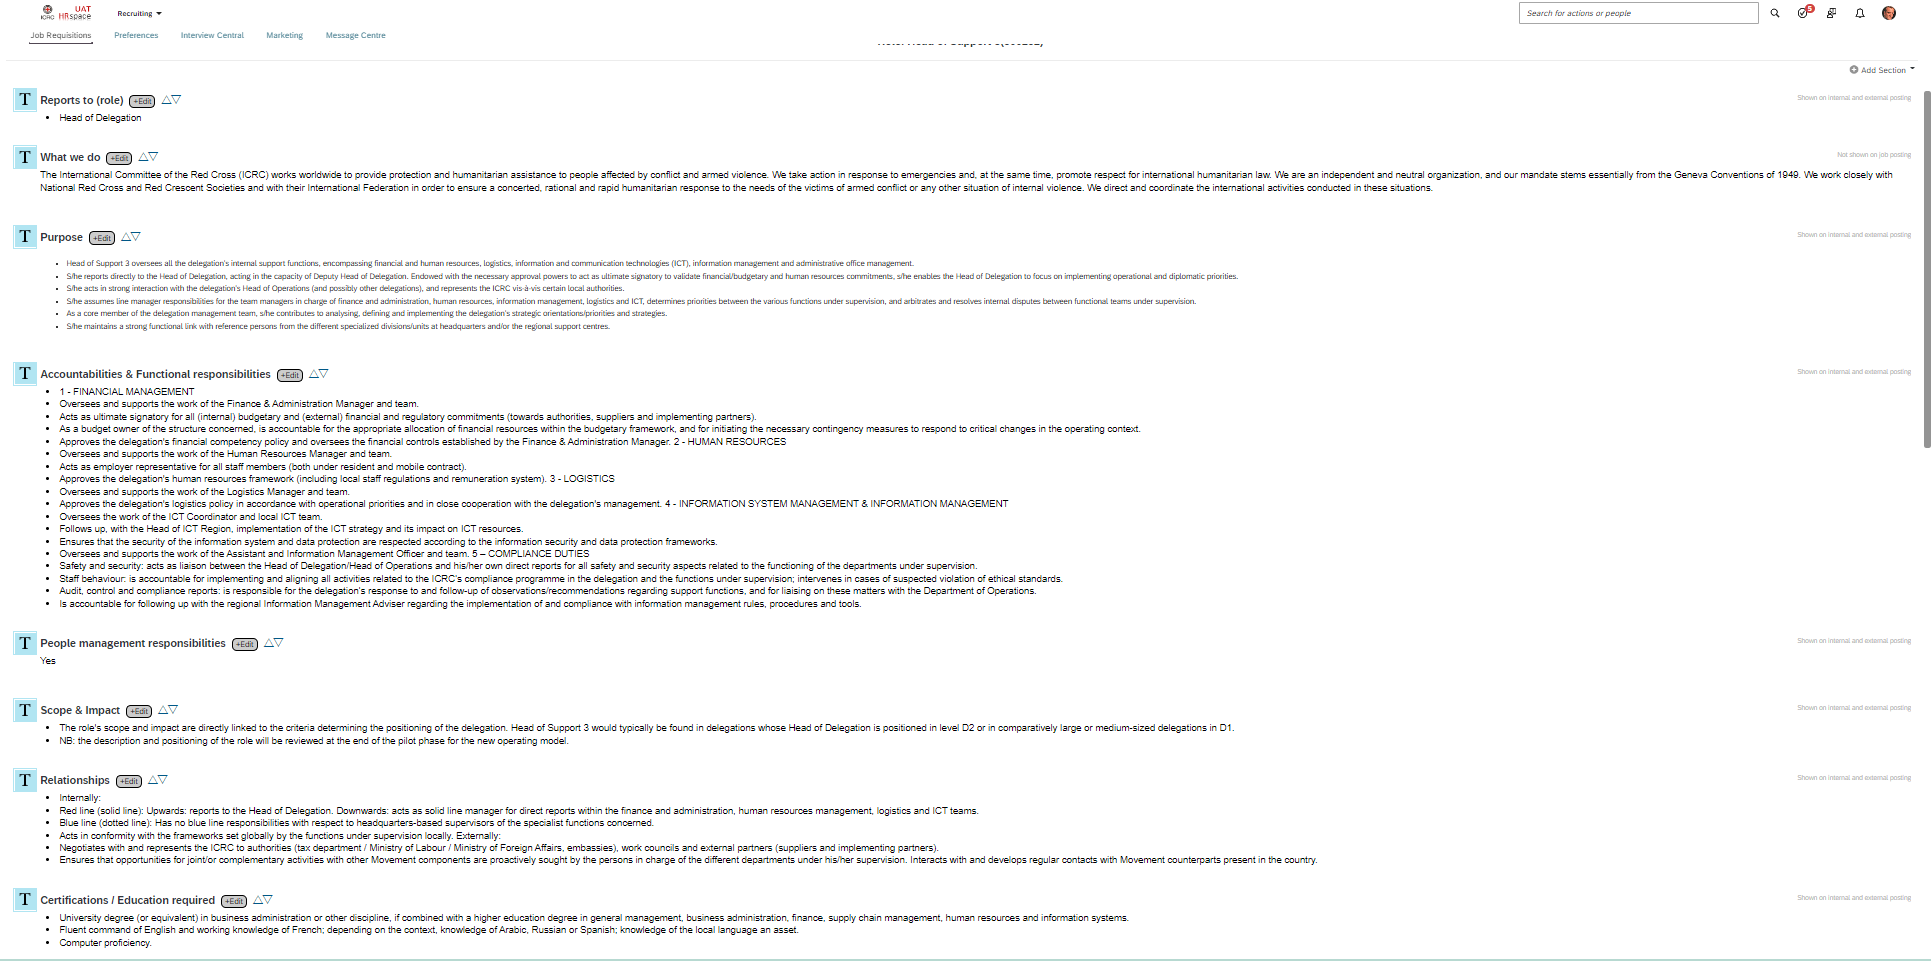 ICRC UAT HRspace
Recruiting
Search for actions or people
5
Job Requisitions Preferences Interview Central Marketing Message Centre
Add Section
T Reports to (role) +Edit Shown on internal and external posting
• Head of Delegation
T What we do +Edit Not shown on job posting
The International Committee of the Red Cross (ICRC) works worldwide to provide protection and humanitarian assistance to people affected by conflict and armed violence. We take action in response to emergencies and, at the same time, promote respect for international humanitarian law. We are an independent and neutral organization, and our mandate stems essentially from the Geneva Conventions of 1949. We work closely with
National Red Cross and Red Crescent Societies and with their International Federation in order to ensure a concerted, rational and rapid humanitarian response to the needs of the victims of armed conflict or any other situation of internal violence. We direct and coordinate the international activities conducted in these situations.
T Purpose +Edit Shown on internal and external posting
• Head of Support 3 oversees all the delegation's internal support functions, encompassing financial and human resources, logistics, information and communication technologies (ICT), information management and administrative office management.
• S/he reports directly to the Head of Delegation, acting in the capacity of Deputy Head of Delegation. Endowed with the necessary approval powers to act as ultimate signatory to validate financial/budgetary and human resources commitments, s/he enables the Head of Delegation to focus on implementing operational and diplomatic priorities.
• S/he acts in strong interaction with the delegation's Head of Operations (and possibly other delegations), and represents the ICRC vis-à-vis certain local authorities.
• S/he assumes line manager responsibilities for the team managers in charge of finance and administration, human resources, information management, logistics and ICT, determines priorities between the various functions under supervision, and arbitrates and resolves internal disputes between functional teams under supervision.
• As a core member of the delegation management team, s/he contributes to analysing, defining and implementing the delegation's strategic orientations/priorities and strategies.
• S/he maintains a strong functional link with reference persons from the different specialized divisions/units at headquarters and/or the regional support centres.
T Accountabilities & Functional responsibilities +Edit Shown on internal and external posting
• 1 - FINANCIAL MANAGEMENT
• Oversees and supports the work of the Finance & Administration Manager and team.
• Acts as ultimate signatory for all (internal) budgetary and (external) financial and regulatory commitments (towards authorities, suppliers and implementing partners).
• As a budget owner of the structure concerned, is accountable for the appropriate allocation of financial resources within the budgetary framework, and for initiating the necessary contingency measures to respond to critical changes in the operating context.
• Approves the delegation's financial competency policy and oversees the financial controls established by the Finance & Administration Manager. 2 - HUMAN RESOURCES
• Oversees and supports the work of the Human Resources Manager and team.
• Acts as employer representative for all staff members (both under resident and mobile contract).
• Approves the delegation's human resources framework (including local staff regulations and remuneration system). 3 - LOGISTICS
• Oversees and supports the work of the Logistics Manager and team.
• Approves the delegation's logistics policy in accordance with operational priorities and in close cooperation with the delegation's management. 4 - INFORMATION SYSTEM MANAGEMENT & INFORMATION MANAGEMENT
• Oversees the work of the ICT Coordinator and local ICT team.
• Follows up, with the Head of ICT Region, implementation of the ICT strategy and its impact on ICT resources.
• Ensures that the security of the information system and data protection are respected according to the information security and data protection frameworks.
• Oversees and supports the work of the Assistant and Information Management Officer and team. 5 – COMPLIANCE DUTIES
• Safety and security: acts as liaison between the Head of Delegation/Head of Operations and his/her own direct reports for all safety and security aspects related to the functioning of the departments under supervision.
• Staff behaviour: is accountable for implementing and aligning all activities related to the ICRC's compliance programme in the delegation and the functions under supervision; intervenes in cases of suspected violation of ethical standards.
• Audit, control and compliance reports: is responsible for the delegation's response to and follow-up of observations/recommendations regarding support functions, and for liaising on these matters with the Department of Operations.
• Is accountable for following up with the regional Information Management Adviser regarding the implementation of and compliance with information management rules, procedures and tools.
T People management responsibilities +Edit Shown on internal and external posting
Yes
T Scope & Impact +Edit Shown on internal and external posting
• The role's scope and impact are directly linked to the criteria determining the positioning of the delegation. Head of Support 3 would typically be found in delegations whose Head of Delegation is positioned in level D2 or in comparatively large or medium-sized delegations in D1.
• NB: the description and positioning of the role will be reviewed at the end of the pilot phase for the new operating model.
T Relationships +Edit Shown on internal and external posting
• Internally:
• Red line (solid line): Upwards: reports to the Head of Delegation. Downwards: acts as solid line manager for direct reports within the finance and administration, human resources management, logistics and ICT teams.
• Blue line (dotted line): Has no blue line responsibilities with respect to headquarters-based supervisors of the specialist functions concerned.
• Acts in conformity with the frameworks set globally by the functions under supervision locally. Externally:
• Negotiates with and represents the ICRC to authorities (tax department / Ministry of Labour / Ministry of Foreign Affairs, embassies), work councils and external partners (suppliers and implementing partners).
• Ensures that opportunities for joint/or complementary activities with other Movement components are proactively sought by the persons in charge of the different departments under his/her supervision. Interacts with and develops regular contacts with Movement counterparts present in the country.
T Certifications / Education required +Edit Shown on internal and external posting
• University degree (or equivalent) in business administration or other discipline, if combined with a higher education degree in general management, business administration, finance, supply chain management, human resources and information systems.
• Fluent command of English and working knowledge of French; depending on the context, knowledge of Arabic, Russian or Spanish; knowledge of the local language an asset.
• Computer proficiency.